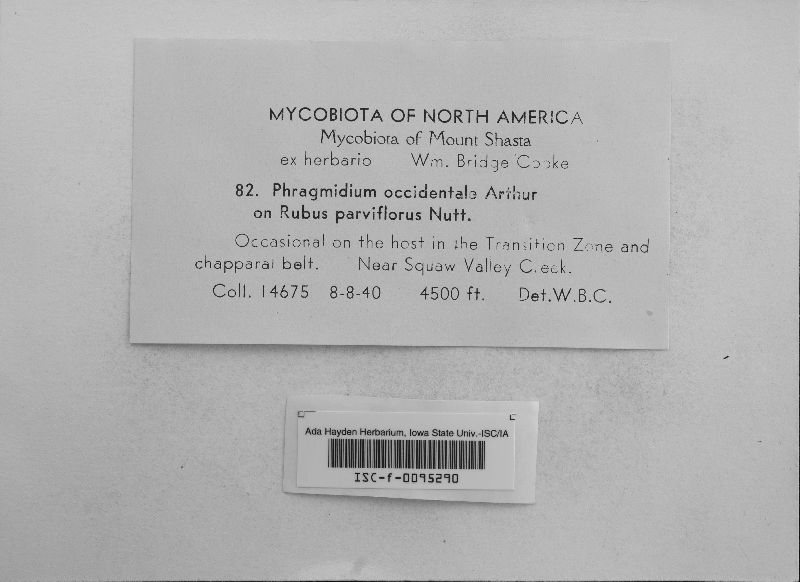 MYCOBIOTA OF NORTH AMERICA
Mycobiota of Mount Shasta
ex herbario Wm. Bridge Cooke
82. Phragmidium occidentale Arthur
on Rubus parviflorus Nutt.
Occasional on the host in the Transition Zone and
chapparal belt. Near Squaw Valley Creek.
Coll. 14675 8-8-40 4500 ft. Det.W.B.C.
Ada Hayden Herbarium, Iowa State Univ.-ISC/IA
ISC-f-0095290